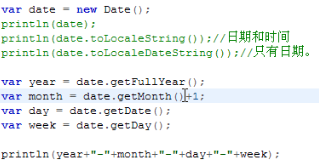 var date = new Date();
println(date);
println(date.toLocaleString());//日期和时间
println(date.toLocaleDateString());//只有日期。
var year = date.getFullYear();
var month = date.getMonth()+1;
var day = date.getDate();
var week = date.getDay();
println(year+"-"+month+"-"+day+"-"+week);